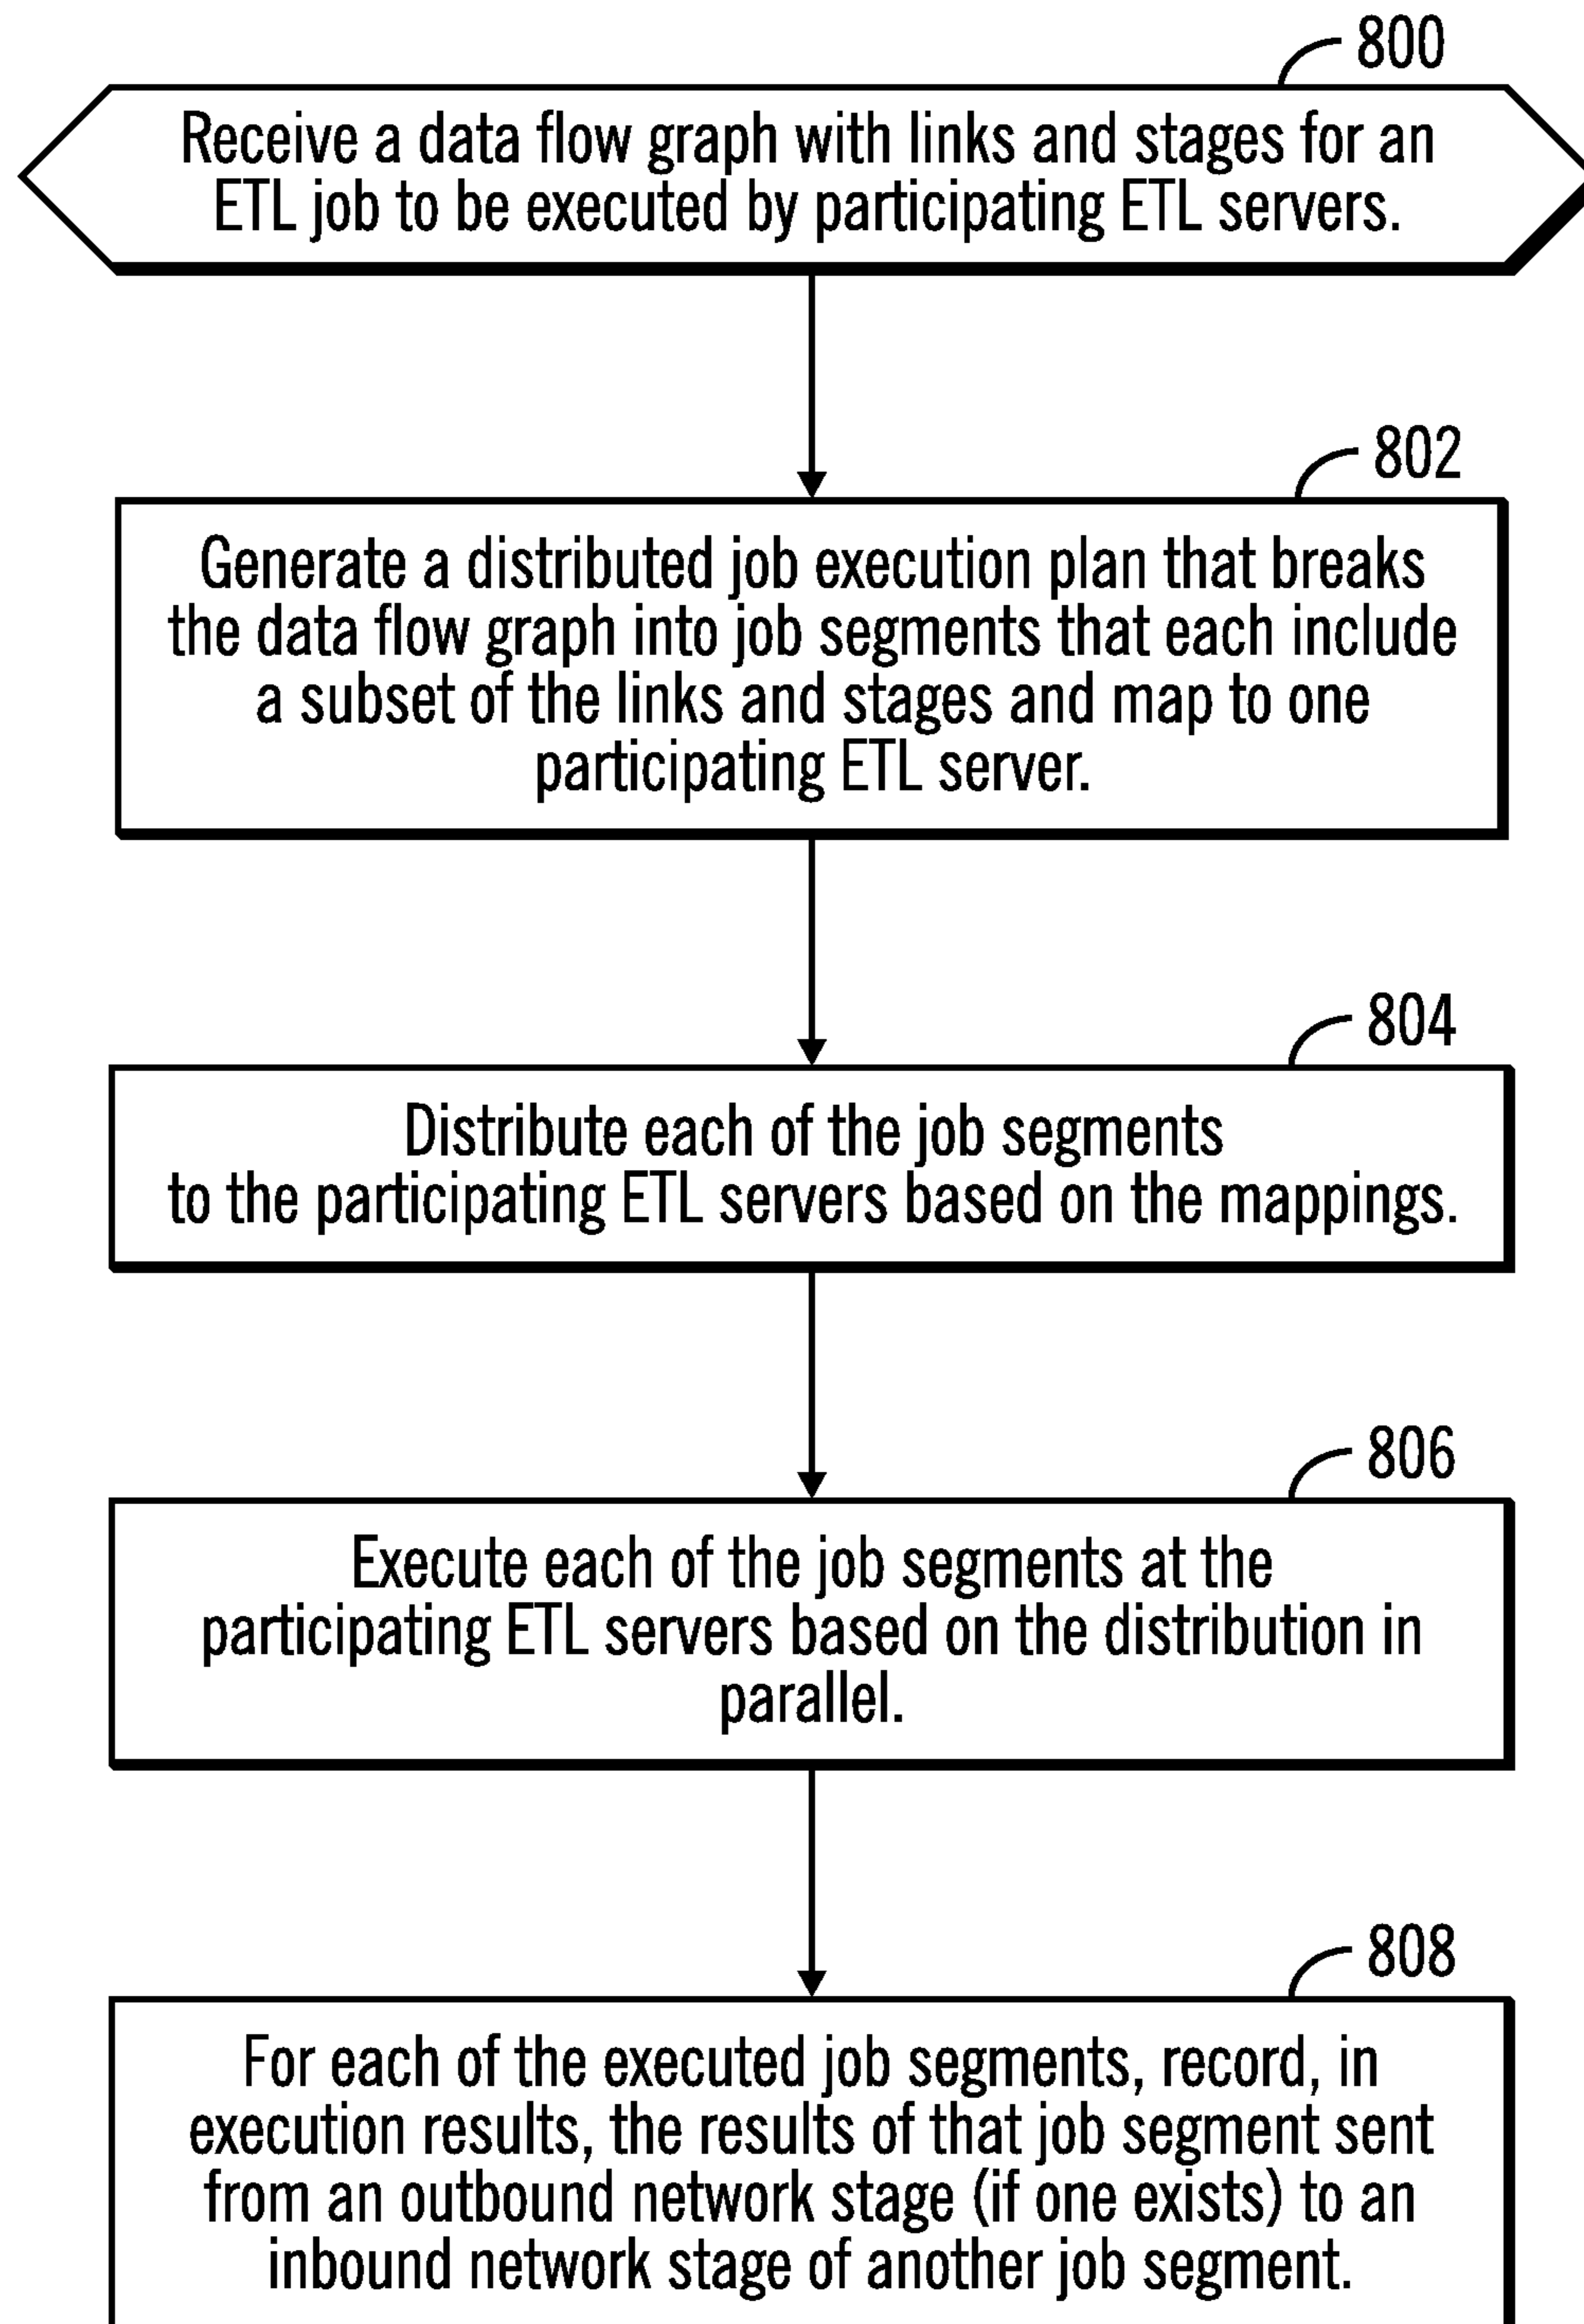 800
Receive a data flow graph with links and stages for an
ETL job to be executed by participating ETL servers.
802
Generate a distributed job execution plan that breaks
the data flow graph into job segments that each include
a subset of the links and stages and map to one
participating ETL server.
804
Distribute each of the job segments
to the participating ETL servers based on the mappings.
806
Execute each of the job segments at the
participating ETL servers based on the distribution in
parallel.
808
For each of the executed job segments, record, in
execution results, the results of that job segment sent
from an outbound network stage (if one exists) to an
inbound network stage of another job segment.